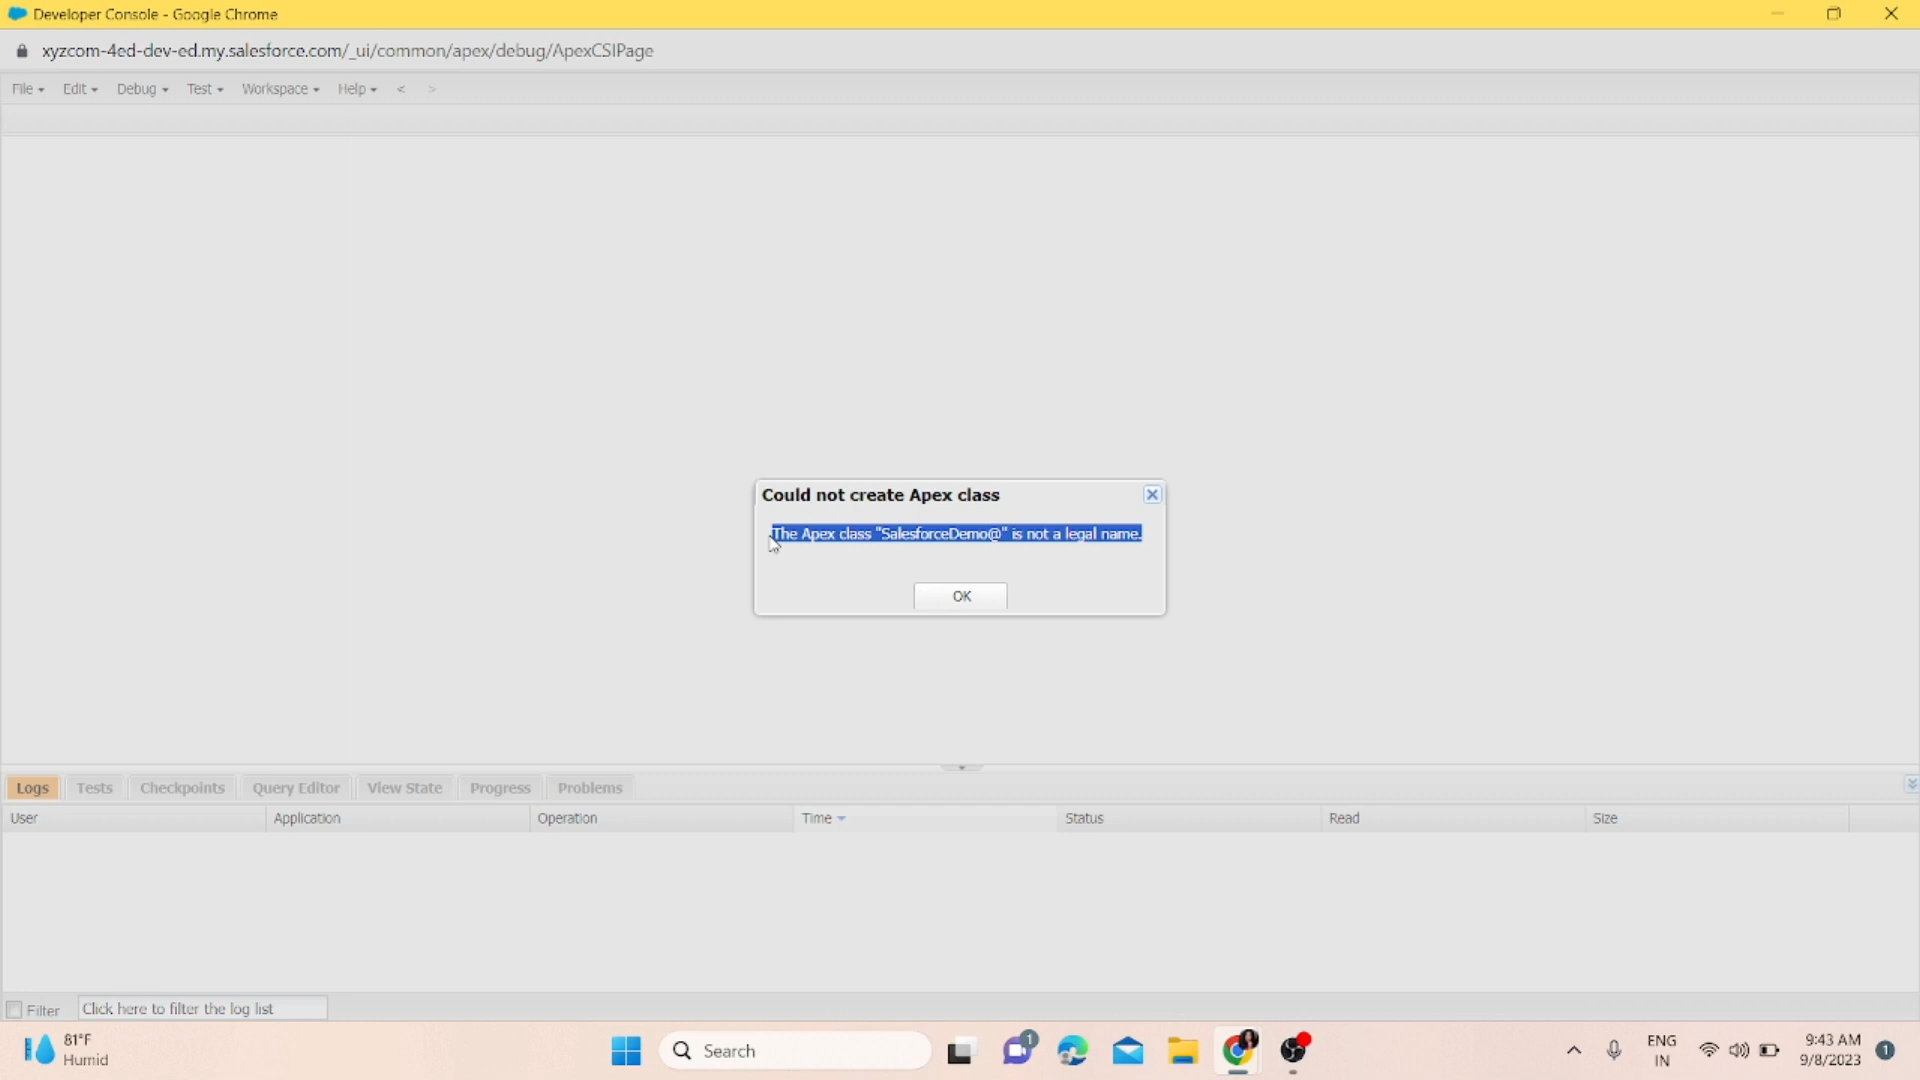 Developer Console - Google Chrome
xyzcom-4ed-dev-ed.my.salesforce.com/_ui/common/apex/debug/ApexCSIPage
File Edit Debug Test Workspace Help < >
Could not create Apex class
The Apex class "SalesforceDemo@" is not a legal name.
OK
Logs Tests Checkpoints Query Editor View State Progress Problems
User Application Operation Time Status Read Size
Filter Click here to filter the log list
81°F
Humid
Search
1
ENG
IN
9:43 AM
9/8/2023
1